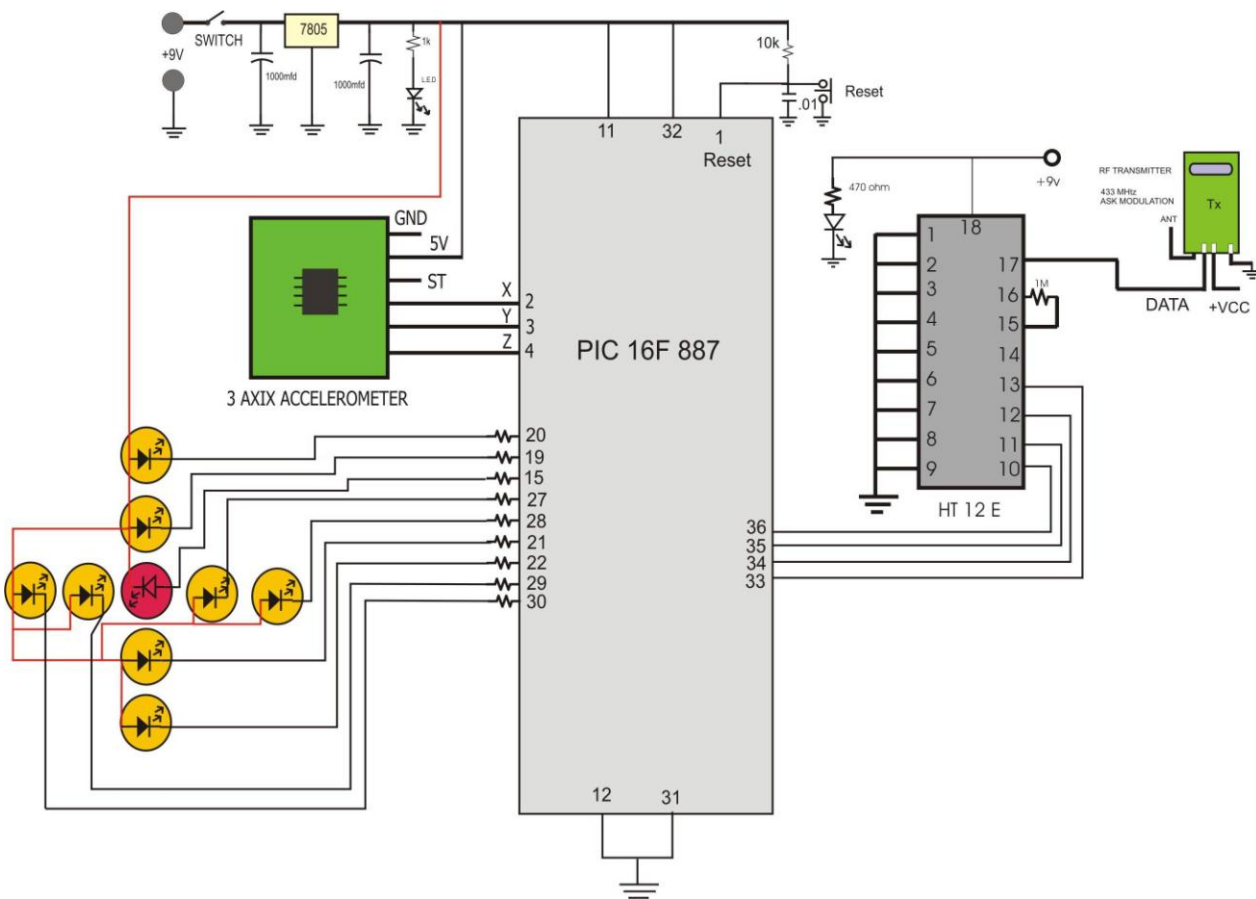 +9V
SWITCH
7805
1000mfd
1000mfd
1k
L.E.D
10k
.01
Reset
11
32
1
Reset
GND
5V
ST
X
Y
Z
2
3
4
3 AXIX ACCELEROMETER
PIC 16F 887
20
19
15
27
28
21
22
29
30
36
35
34
33
12
31
470 ohm
+9v
18
1
2
3
4
5
6
7
8
9
17
16
15
14
13
12
11
10
1M
HT 12 E
RF TRANSMITTER
433 MHz
ASK MODULATION
ANT
Tx
DATA
+VCC